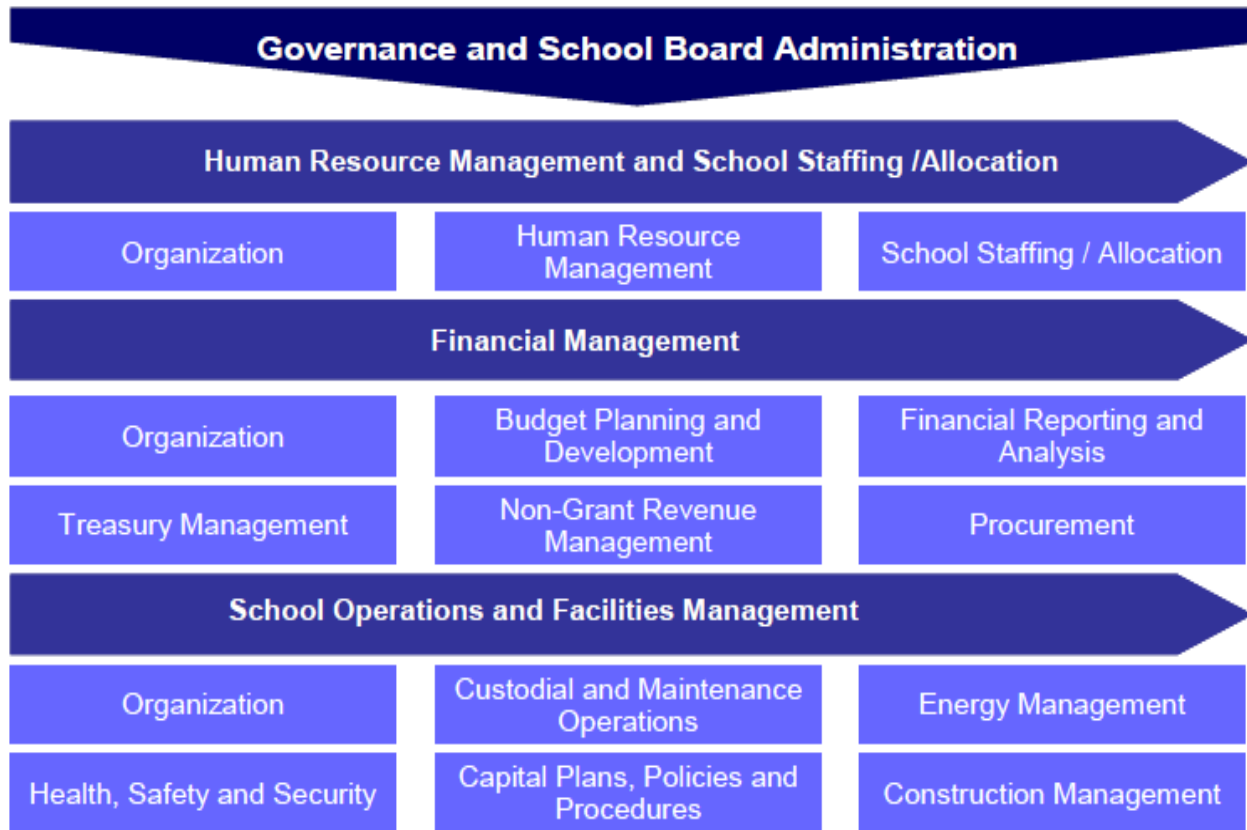 Governance and School Board Administration
Human Resource Management and School Staffing /Allocation
Organization
Human Resource
Management
School Staffing / Allocation
Financial Management
Organization
Budget Planning and
Development
Financial Reporting and
Analysis
Treasury Management
Non-Grant Revenue
Management
Procurement
School Operations and Facilities Management
Organization
Custodial and Maintenance
Operations
Energy Management
Health, Safety and Security
Capital Plans, Policies and
Procedures
Construction Management